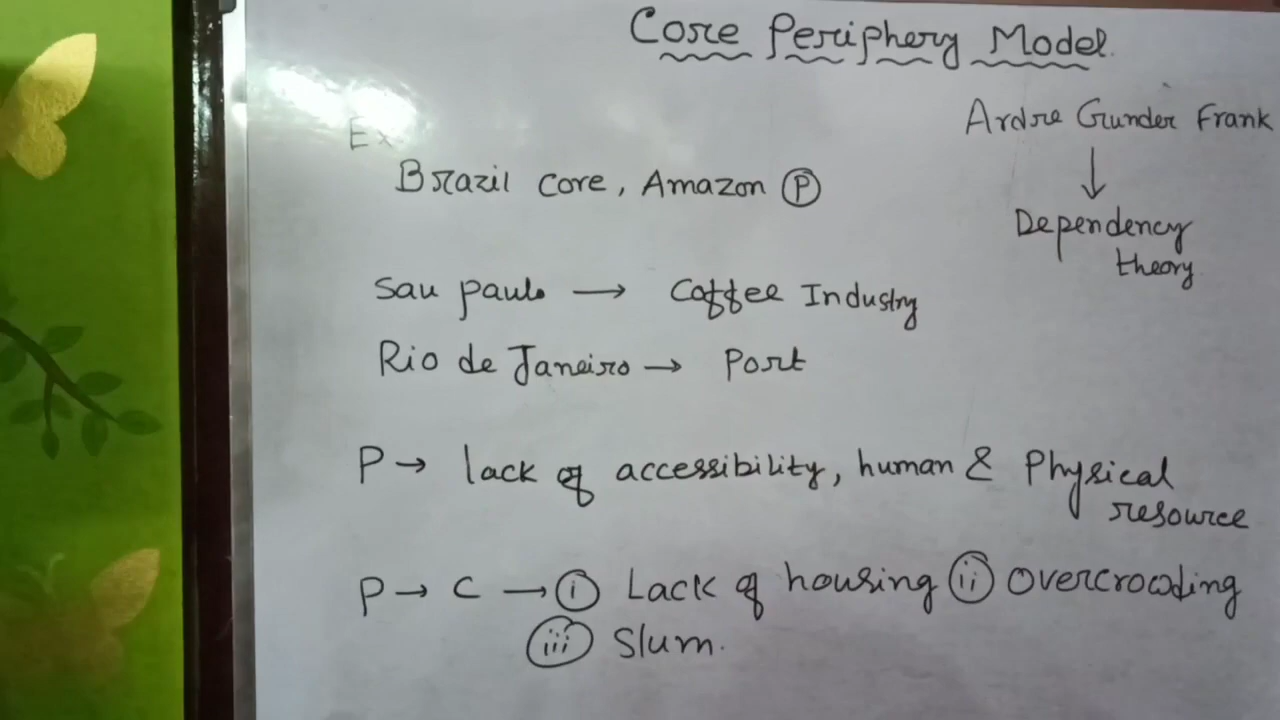 Core Periphery Model.
Ardre Gunder Frank
↓
Dependency
theory
Ex
Brazil core, Amazon Ⓟ
Sau paulo → Coffee Industry
Rio de Janeiro → Port
P → lack of accessibility, human & Physical
resource
P → C → ⓘ Lack of housing ⓘⓘ Overcrowding
ⓘⓘⓘ Slum.